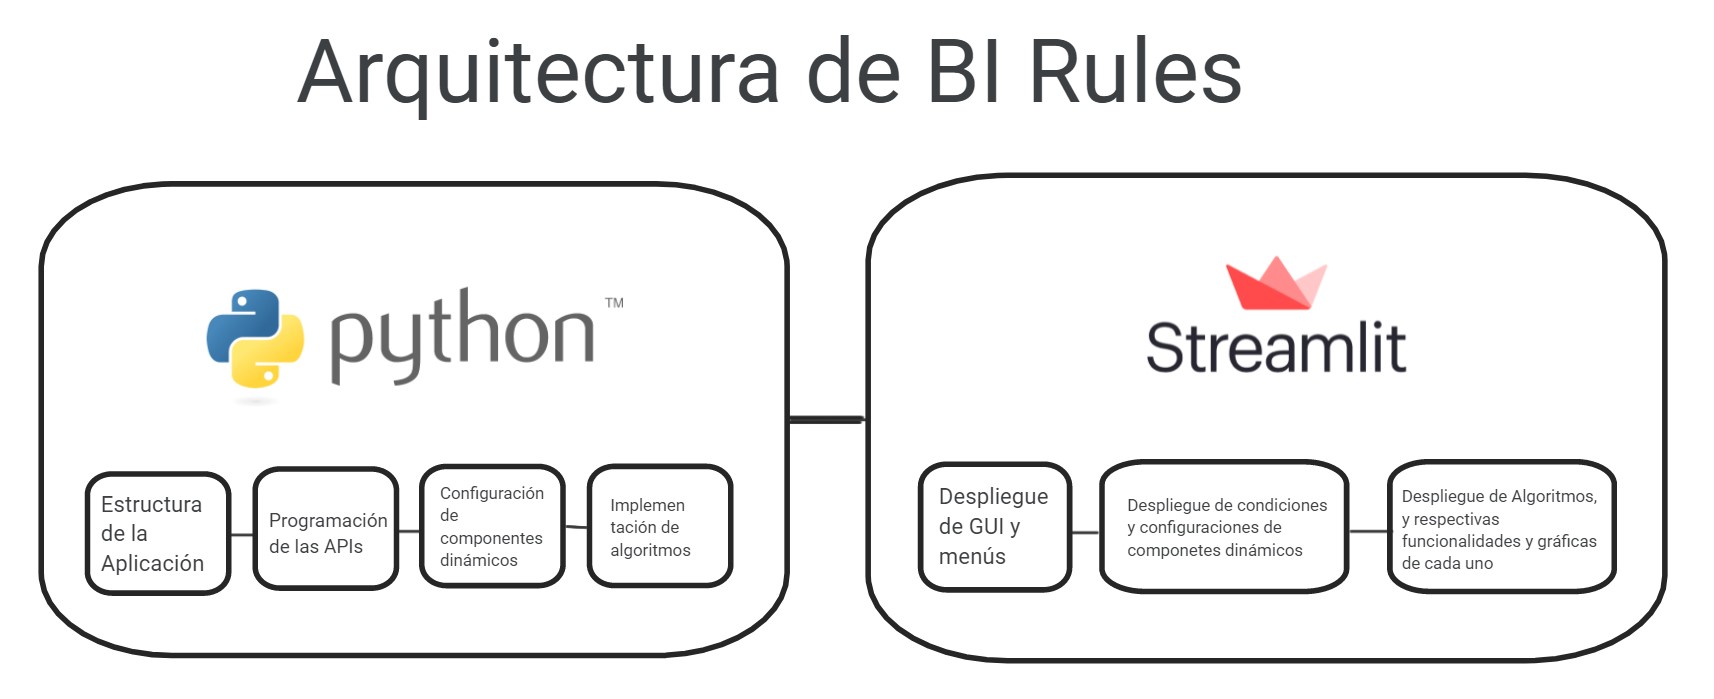 Arquitectura de BI Rules
python™
Estructura
de la
Aplicación
Programación
de las APIs
Configuración
de
componentes
dinámicos
Implemen
tación de
algoritmos
Streamlit
Despliegue
de GUI y
menús
Despliegue de condiciones
y configuraciones de
componetes dinámicos
Despliegue de Algoritmos,
y respectivas
funcionalidades y gráficas
de cada uno